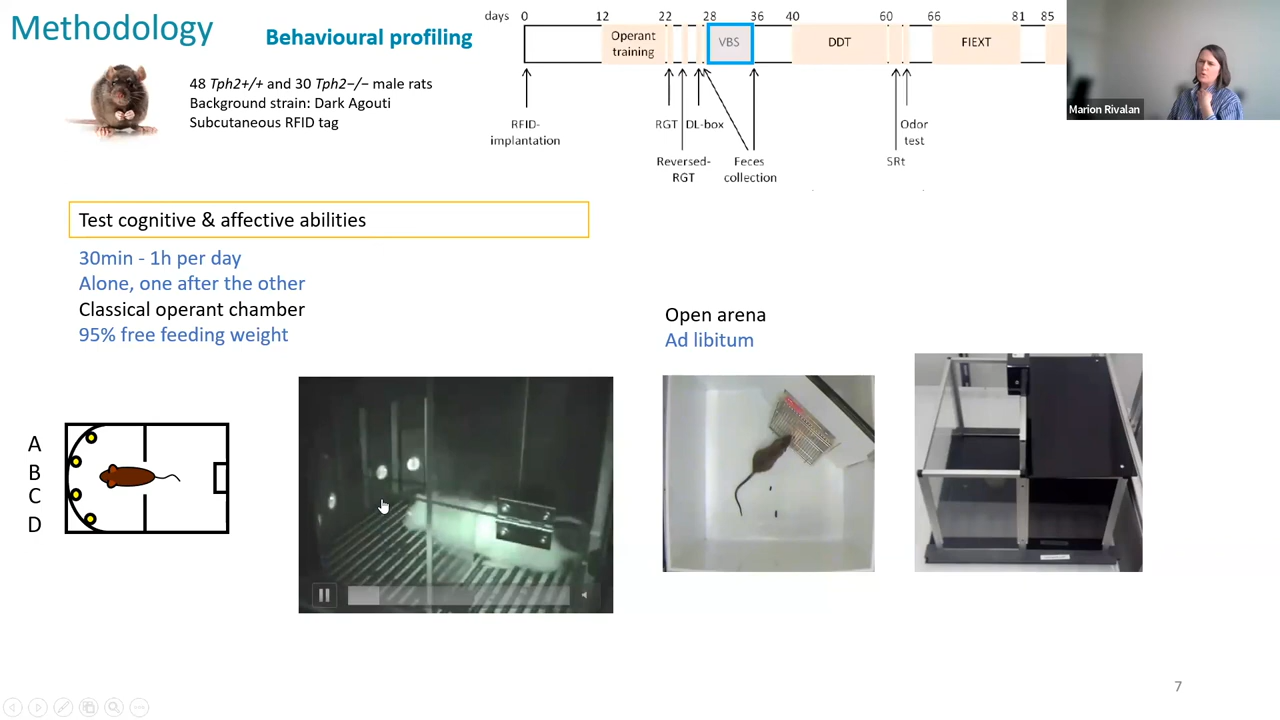 Methodology
Behavioural profiling
48 Tph2+/+ and 30 Tph2−/− male rats
Background strain: Dark Agouti
Subcutaneous RFID tag
days 0 12 22 28 36 40 60 66 81 85
Operant training
VBS
DDT
FIEXT
RFID-implantation
RGT
DL-box
Reversed-RGT
Feces collection
SRt
Odor test
Marion Rivalan
Test cognitive & affective abilities
30min - 1h per day
Alone, one after the other
Classical operant chamber
95% free feeding weight
Open arena
Ad libitum
A
B
C
D
7